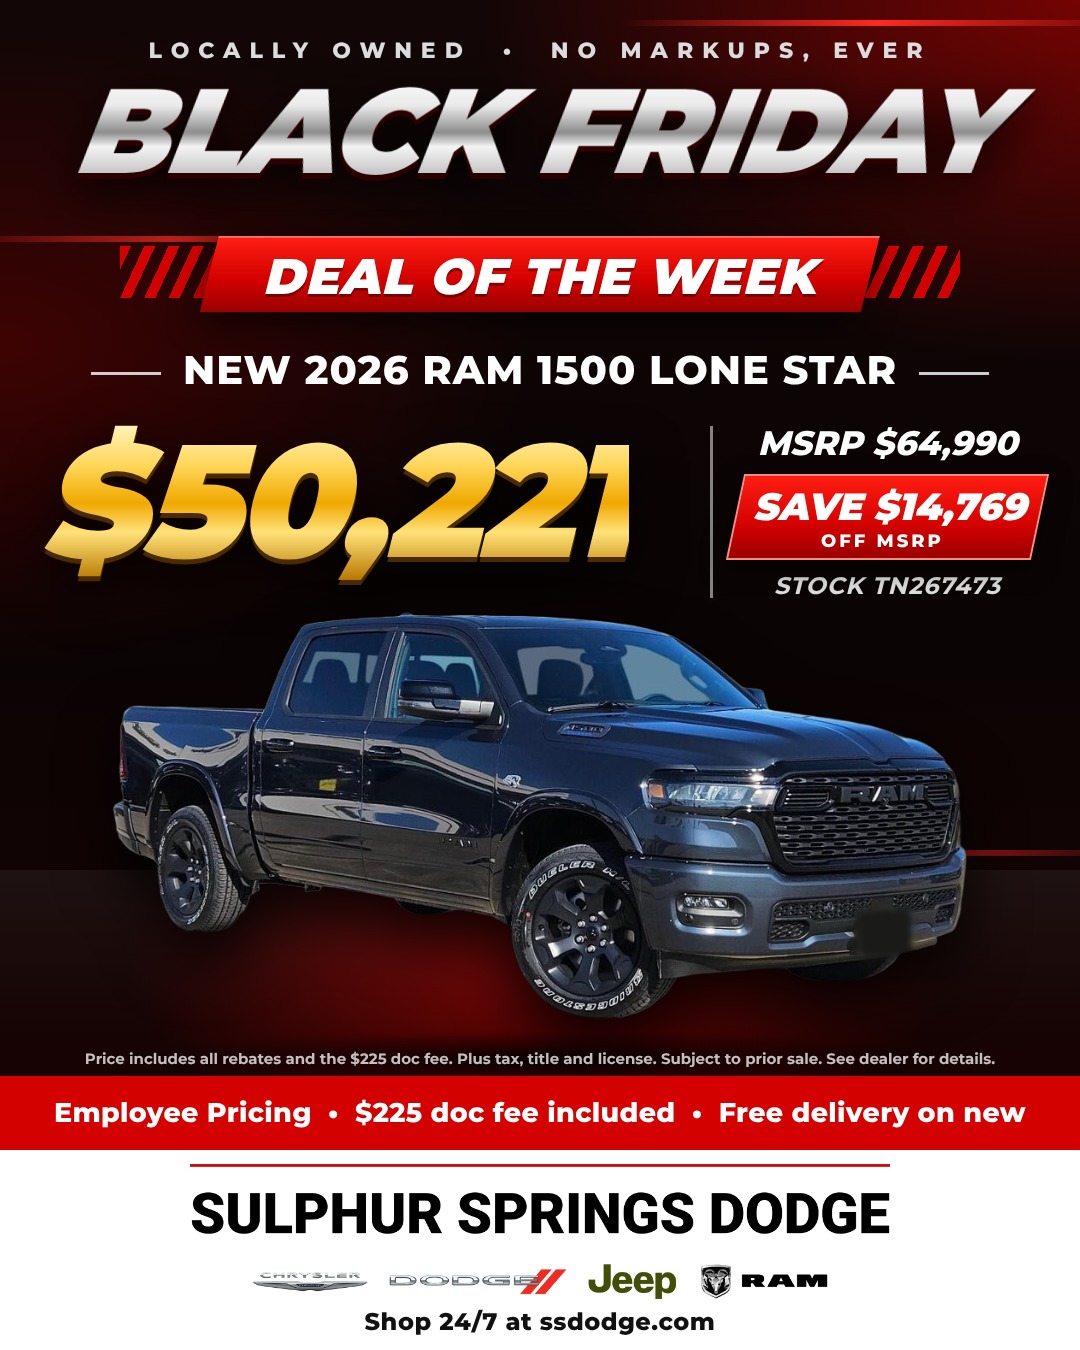 LOCALLY OWNED • NO MARKUPS, EVER
BLACK FRIDAY
DEAL OF THE WEEK
NEW 2026 RAM 1500 LONE STAR
$50,221
MSRP $64,990
SAVE $14,769
OFF MSRP
STOCK TN267473
RAM
DUELER
BRIDGESTONE
Price includes all rebates and the $225 doc fee. Plus tax, title and license. Subject to prior sale. See dealer for details.
Employee Pricing • $225 doc fee included • Free delivery on new
SULPHUR SPRINGS DODGE
CHRYSLER DODGE Jeep RAM
Shop 24/7 at ssdodge.com